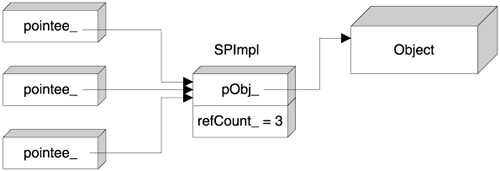 pointee_
SPImpl
Object
pointee_
pObj_
refCount_ = 3
pointee_